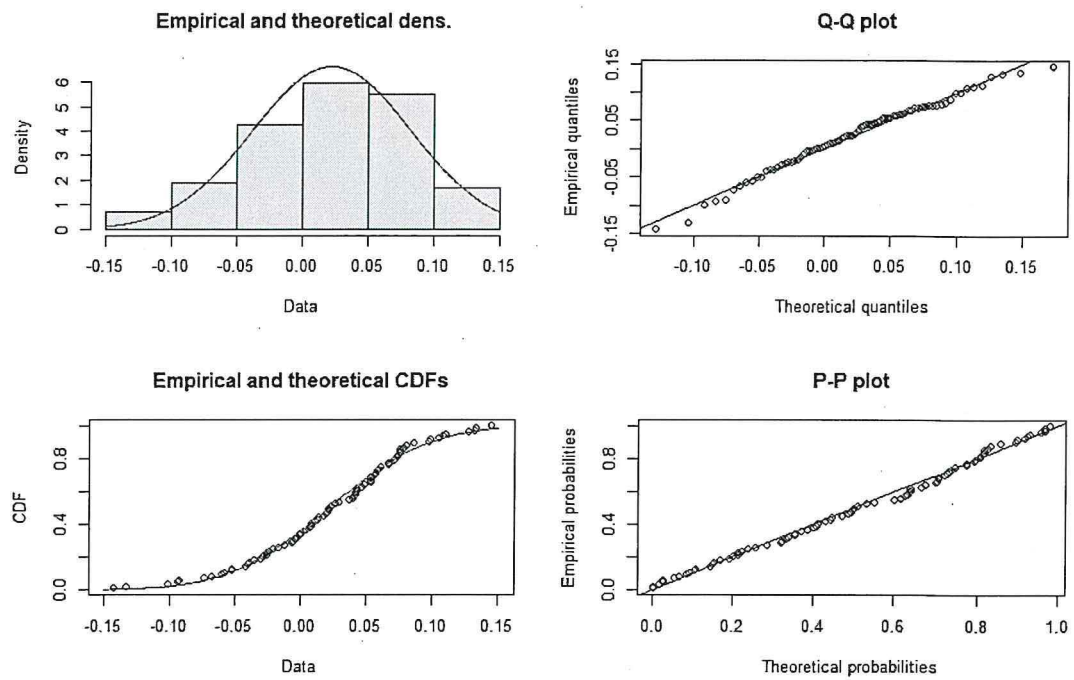 Empirical and theoretical dens.
Density
0 1 2 3 4 5 6
-0.15 -0.10 -0.05 0.00 0.05 0.10 0.15
Data
Q-Q plot
Empirical quantiles
-0.15 -0.05 0.05 0.15
-0.10 -0.05 0.00 0.05 0.10 0.15
Theoretical quantiles
Empirical and theoretical CDFs
CDF
0.0 0.4 0.8
-0.15 -0.10 -0.05 0.00 0.05 0.10 0.15
Data
P-P plot
Empirical probabilities
0.0 0.4 0.8
0.0 0.2 0.4 0.6 0.8 1.0
Theoretical probabilities